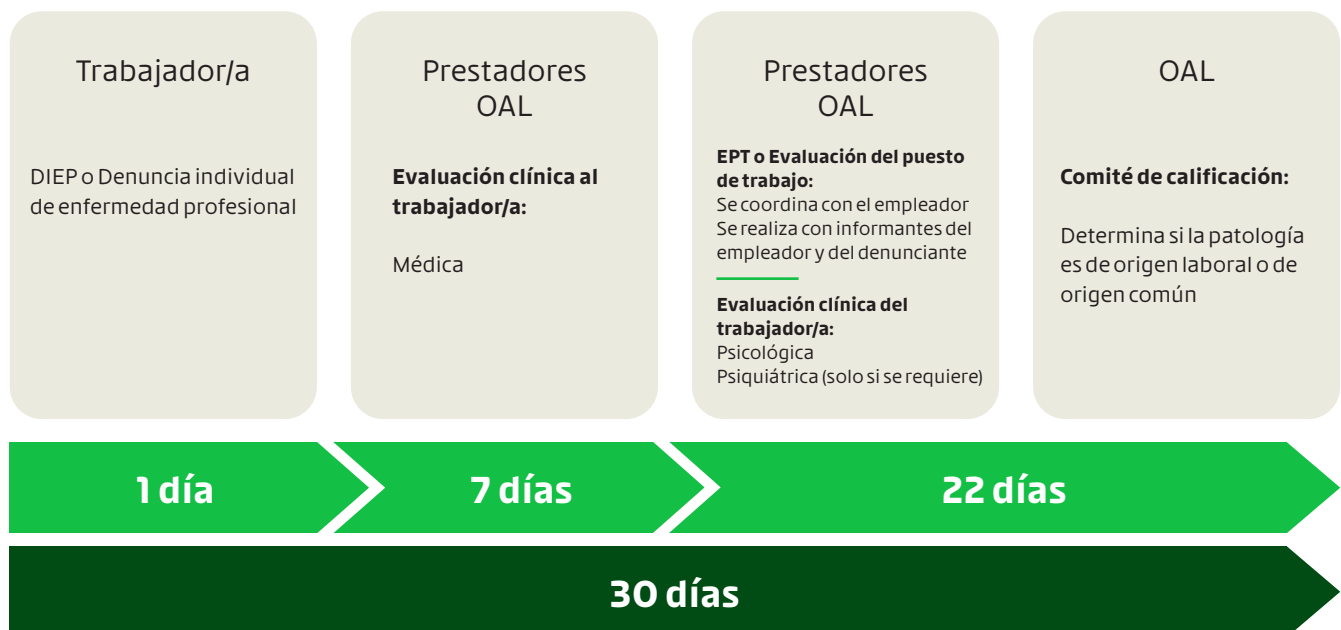 Trabajador/a
DIEP o Denuncia individual
de enfermedad profesional
Prestadores
OAL
Evaluación clínica al
trabajador/a:
Médica
Prestadores
OAL
EPT o Evaluación del puesto
de trabajo:
Se coordina con el empleador
Se realiza con informantes del
empleador y del denunciante
Evaluación clínica del
trabajador/a:
Psicológica
Psiquiátrica (solo si se requiere)
OAL
Comité de calificación:
Determina si la patología
es de origen laboral o de
origen común
1 día
7 días
22 días
30 días